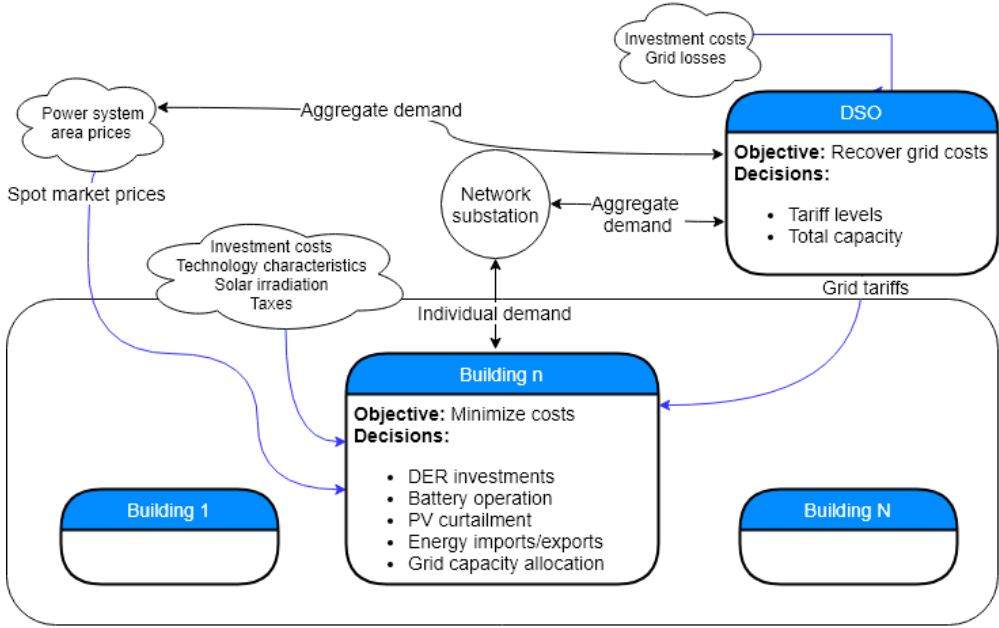 Investment costs
Grid losses
Power system
area prices
Aggregate demand
DSO
Objective: Recover grid costs
Decisions:
• Tariff levels
• Total capacity
Network
substation
Aggregate
demand
Spot market prices
Investment costs
Technology characteristics
Solar irradiation
Taxes
Grid tariffs
Individual demand
Building n
Objective: Minimize costs
Decisions:
• DER investments
• Battery operation
• PV curtailment
• Energy imports/exports
• Grid capacity allocation
Building 1
Building N